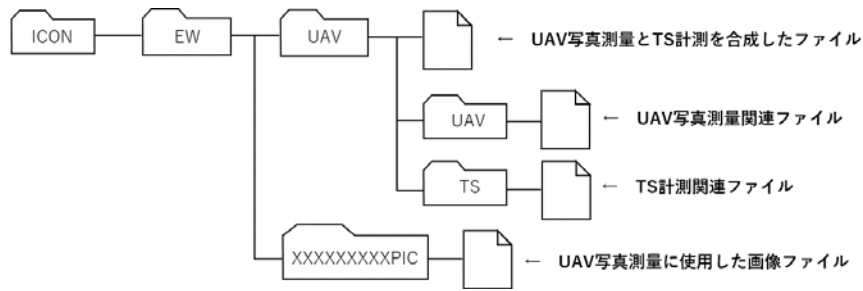 ICON
EW
UAV
← UAV写真測量とTS計測を合成したファイル
UAV
← UAV写真測量関連ファイル
TS
← TS計測関連ファイル
XXXXXXXXXPIC
← UAV写真測量に使用した画像ファイル